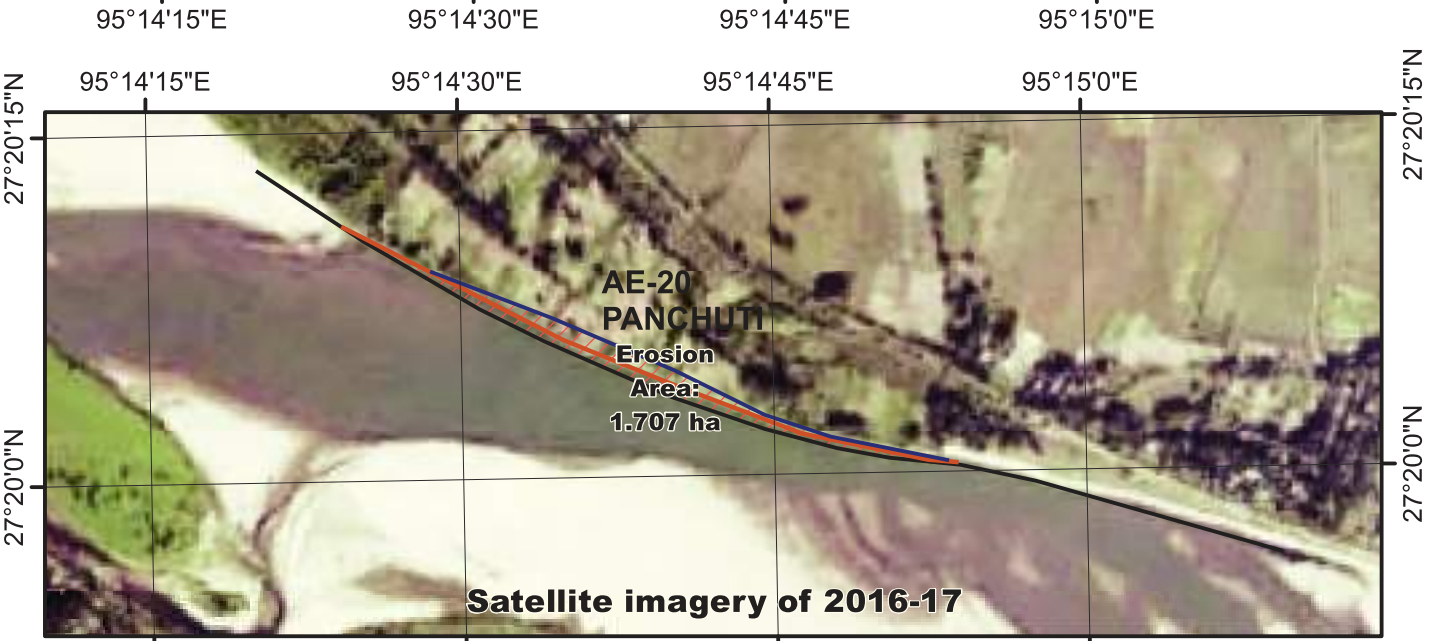 95°14'15"E 95°14'30"E 95°14'45"E 95°15'0"E
95°14'15"E 95°14'30"E 95°14'45"E 95°15'0"E
27°20'15"N
27°20'15"N
AE-20
PANCHUTI
Erosion
Area:
1.707 ha
27°20'0"N
27°20'0"N
Satellite imagery of 2016-17